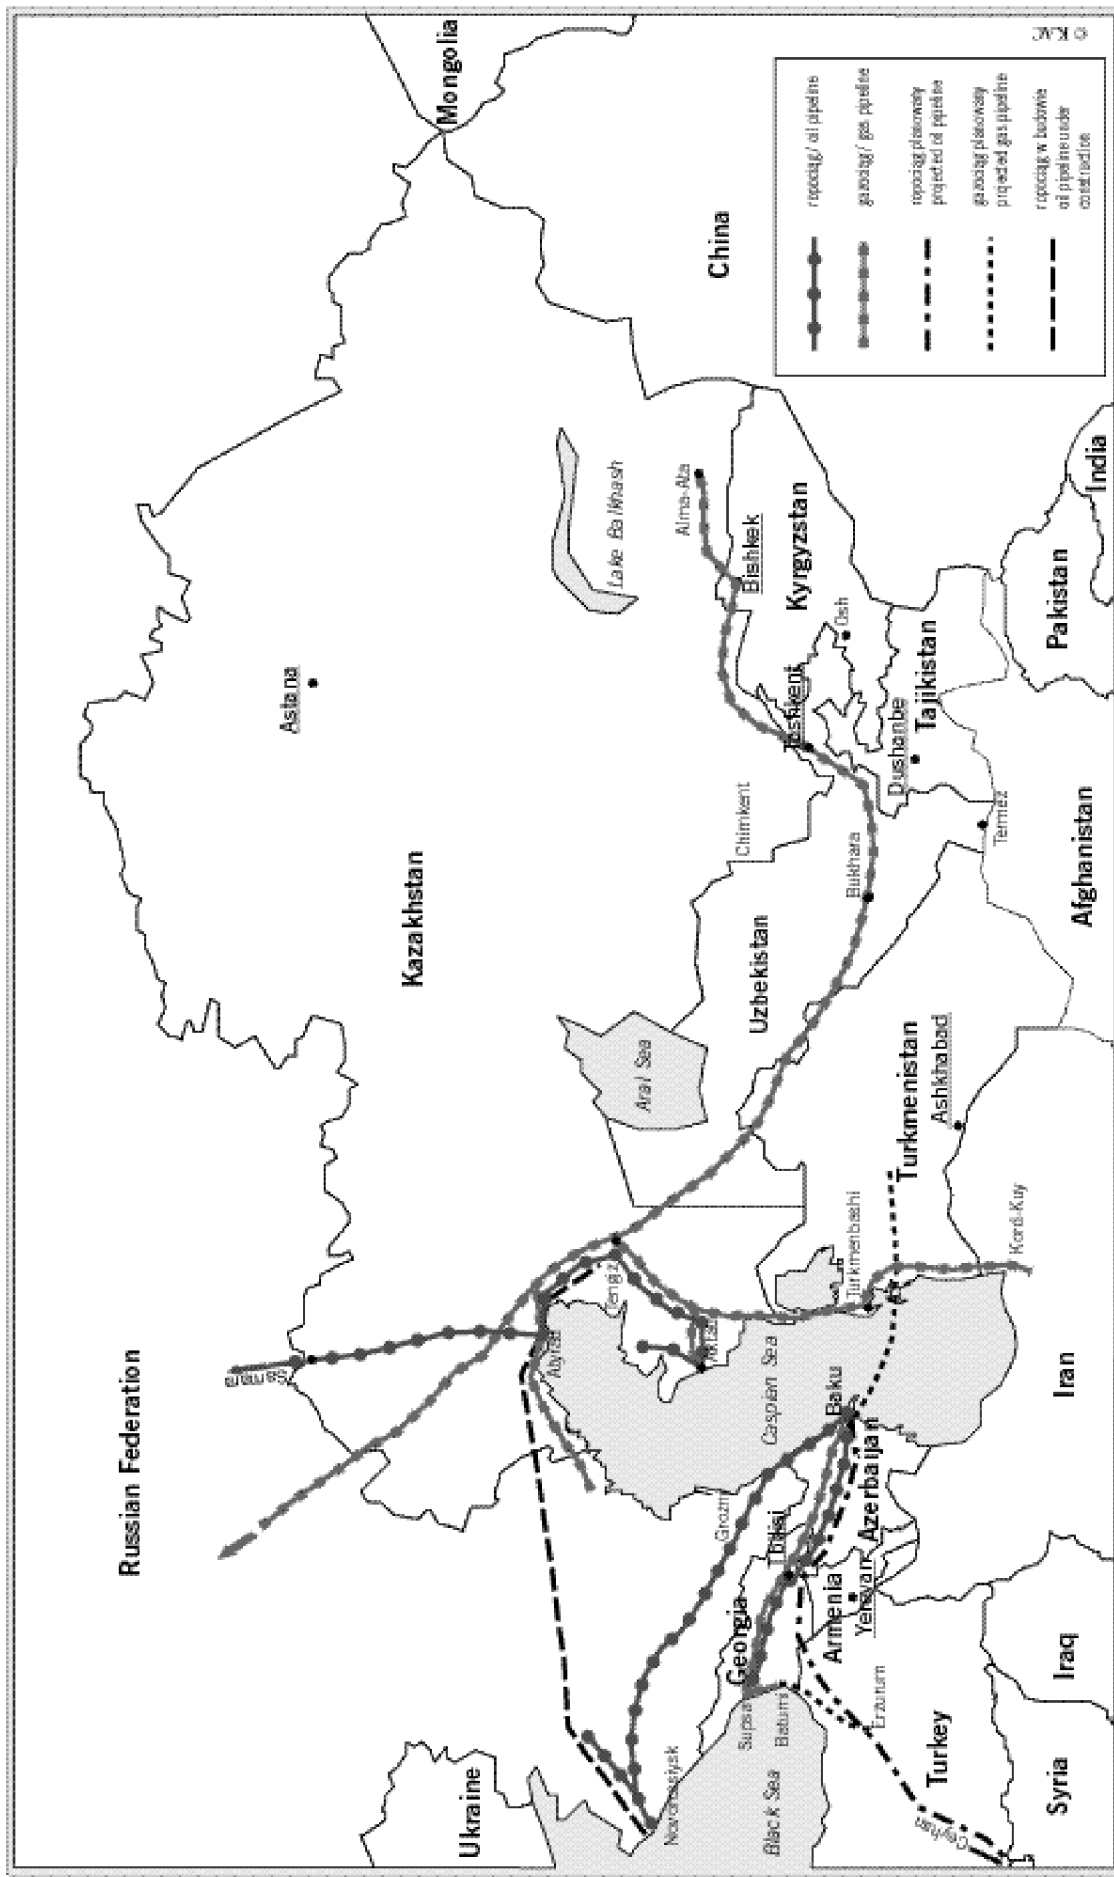 Russian Federation
Mongolia
Kazakhstan
Astana
China
Ukraine
Samara
Atyrau
Tengiz
Aral Sea
Lake Balkhash
Alma-Ata
Bishkek
Kyrgyzstan
Chimkent
Tashkent
Osh
Uzbekistan
Bukhara
Novorossiysk
Grozny
Aktau
Caspian Sea
Black Sea
Supsa
Batumi
Georgia
Tbilisi
Baku
Azerbaijan
Armenia
Yerevan
Erzurum
Turkey
Ceyhan
Syria
Iraq
Iran
Turkmenbashi
Turkmenistan
Ashkhabad
Kord-Kuy
Dushanbe
Tajikistan
Termez
Afghanistan
Pakistan
India
ropociąg / oil pipeline
gazociąg / gas pipeline
ropociąg planowany
projected oil pipeline
gazociąg planowany
projected gas pipeline
ropociąg w budowie
oil pipeline under
construction
© KAC